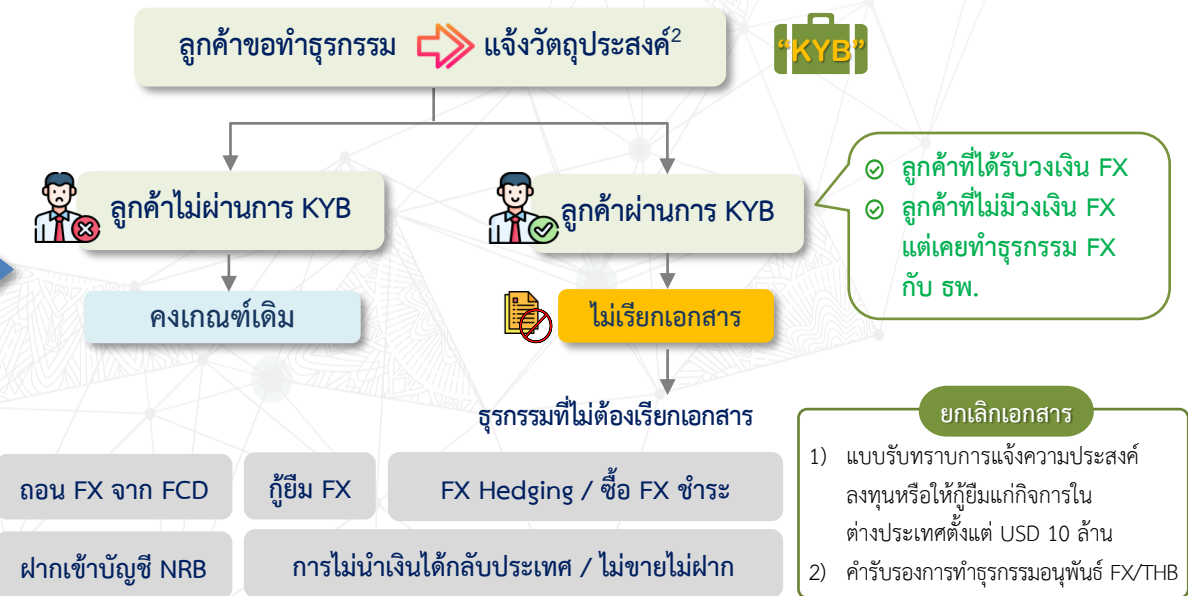 ลูกค้าขอทำธุรกรรม แจ้งวัตถุประสงค์²
“KYB”
ลูกค้าไม่ผ่านการ KYB
ลูกค้าผ่านการ KYB
ลูกค้าที่ได้รับวงเงิน FX
ลูกค้าที่ไม่มีวงเงิน FX
แต่เคยทำธุรกรรม FX
กับ ธพ.
คงเกณฑ์เดิม
ไม่เรียกเอกสาร
ธุรกรรมที่ไม่ต้องเรียกเอกสาร
ถอน FX จาก FCD
กู้ยืม FX
FX Hedging / ซื้อ FX ชำระ
ฝากเข้าบัญชี NRB
การไม่นำเงินได้กลับประเทศ / ไม่ขายไม่ฝาก
ยกเลิกเอกสาร
1) แบบรับทราบการแจ้งความประสงค์
ลงทุนหรือให้กู้ยืมแก่กิจการใน
ต่างประเทศตั้งแต่ USD 10 ล้าน
2) คำรับรองการทำธุรกรรมอนุพันธ์ FX/THB